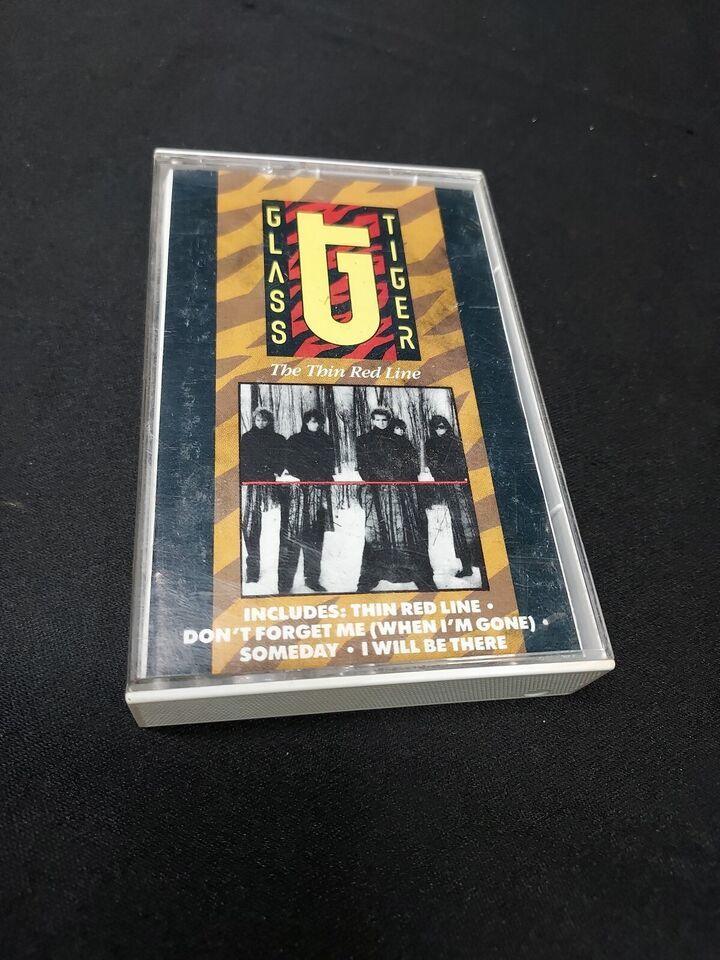 GLASS
tG
TIGER
The Thin Red Line
INCLUDES: THIN RED LINE •
DON'T FORGET ME (WHEN I'M GONE) •
SOMEDAY • I WILL BE THERE